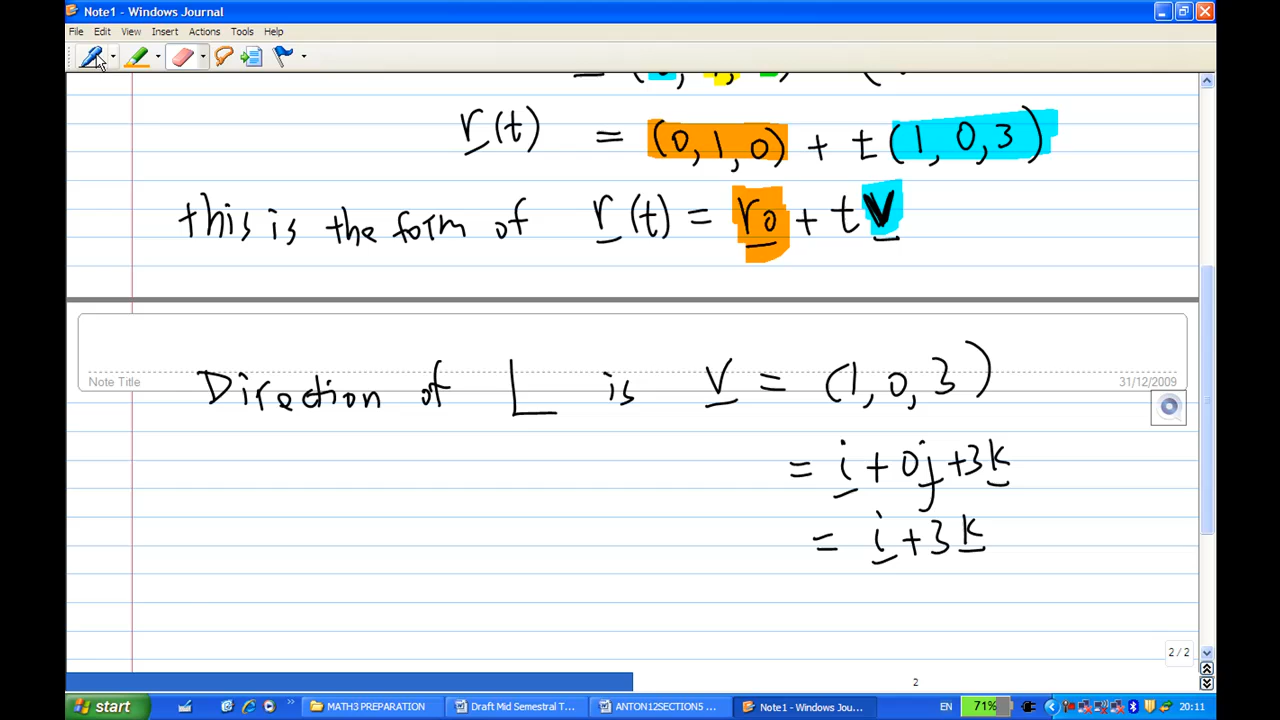 Note1 - Windows Journal
File Edit View Insert Actions Tools Help
r(t) = (0, 1, 0) + t(1, 0, 3)
this is the form of r(t) = r0 + tv
Direction of L is v = (1, 0, 3)
Note Title 31/12/2009
= i + 0j + 3k
= i + 3k
2 / 2
2
start MATH3 PREPARATION Draft Mid Semestral T... ANTON12SECTION5 ... Note1 - Windows Jou... EN 71% 20:11